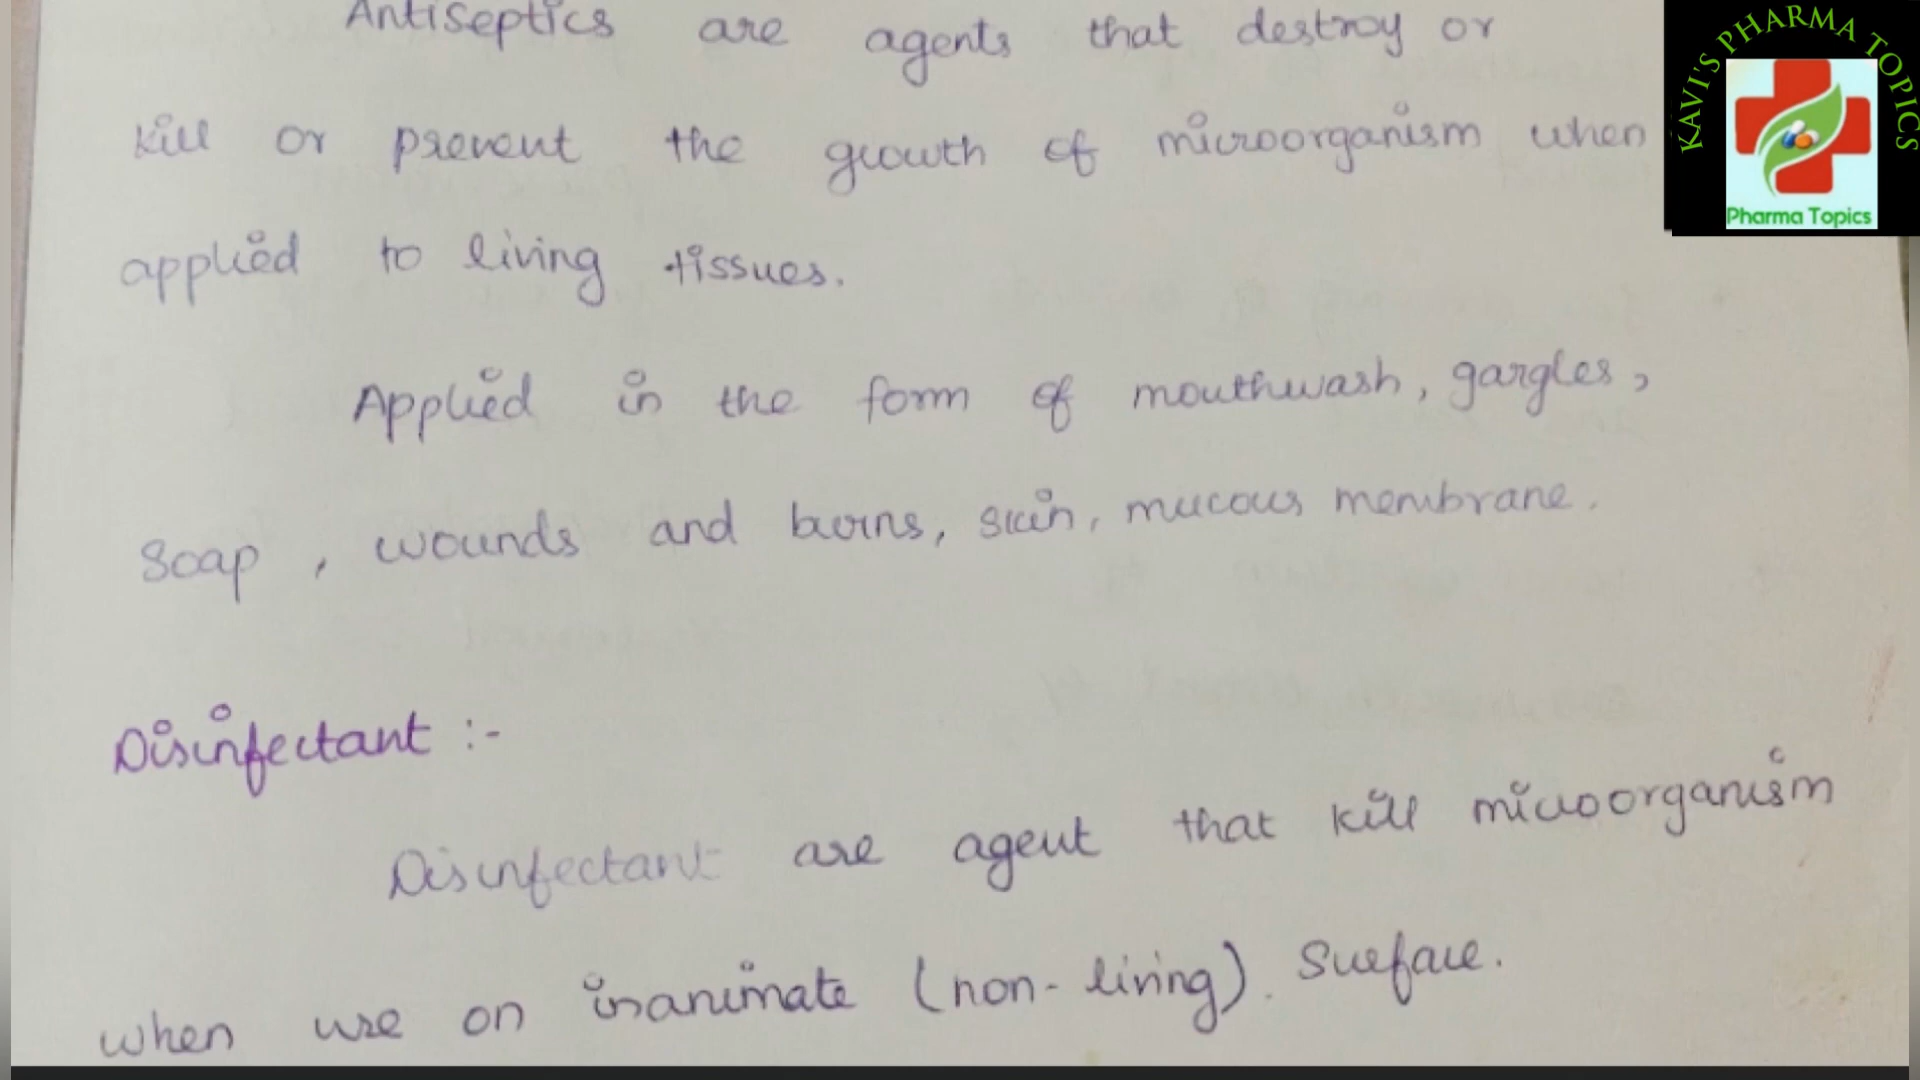 Antiseptics are agents that destroy or
kill or prevent the growth of microorganism when
applied to living tissues.
Applied in the form of mouthwash, gargles,
Soap , wounds and burns, skin, mucous membrane.
Disinfectant :-
Disinfectant are agent that kill microorganism
when use on inanimate (non-living). Surface.
KAVI'S PHARMA TOPICS
Pharma Topics